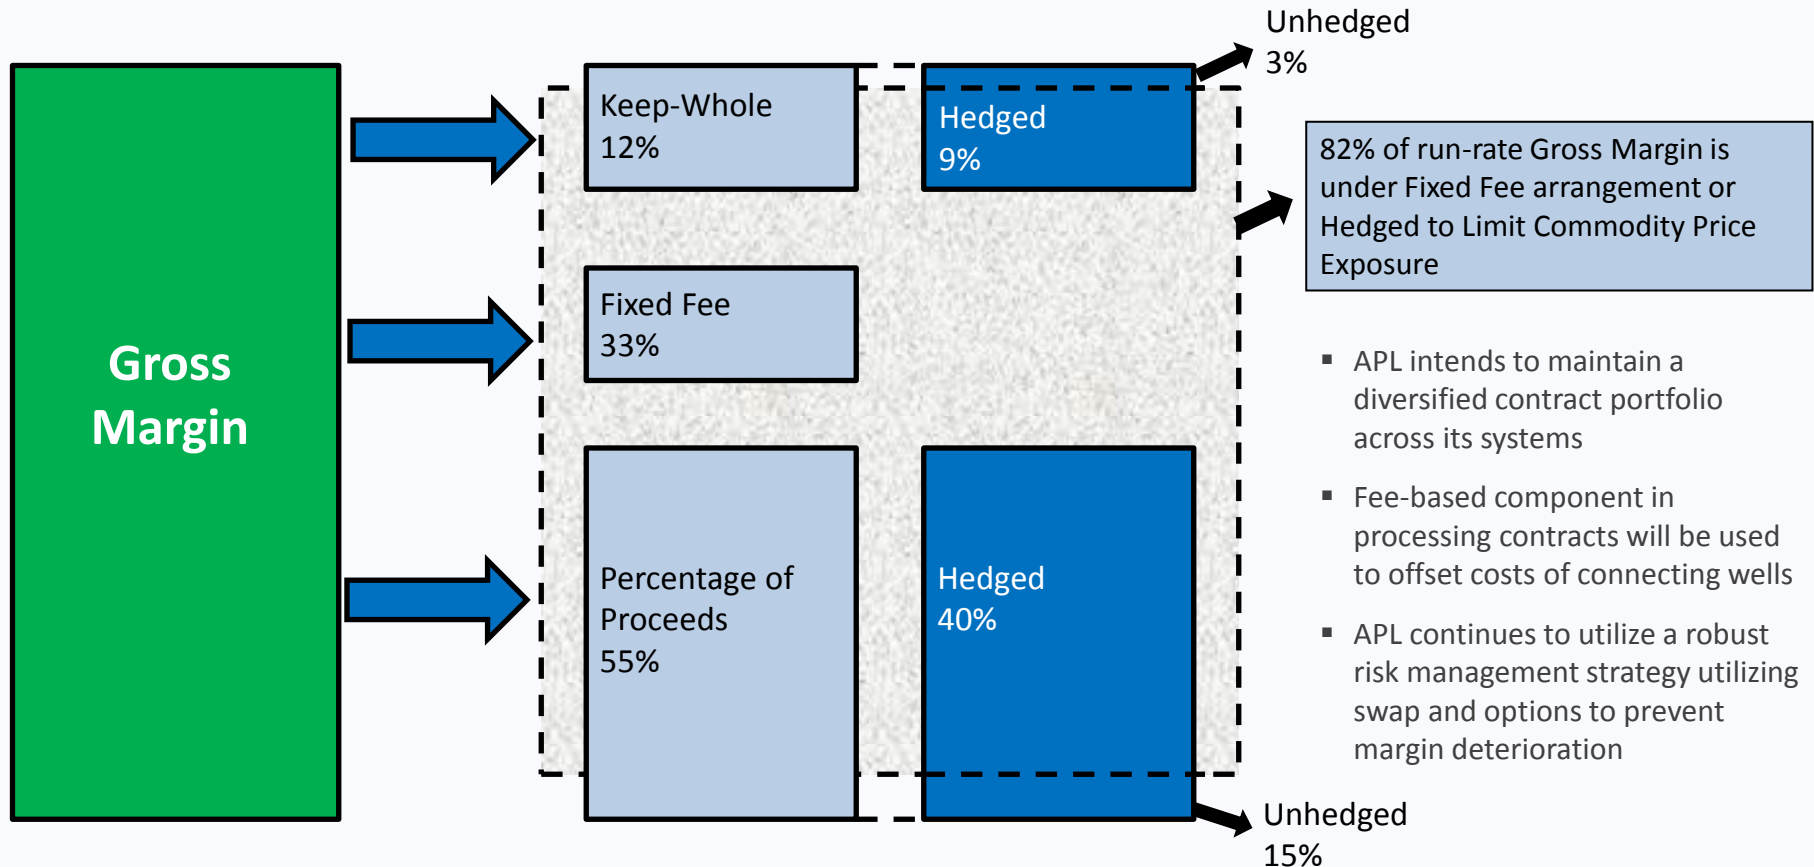 Gross
Margin
Keep-Whole
12%
Fixed Fee
33%
Percentage of
Proceeds
55%
Hedged
9%
Hedged
40%
Unhedged
3%
82% of run-rate Gross Margin is
under Fixed Fee arrangement or
Hedged to Limit Commodity Price
Exposure
▪ APL intends to maintain a
diversified contract portfolio
across its systems
▪ Fee-based component in
processing contracts will be used
to offset costs of connecting wells
▪ APL continues to utilize a robust
risk management strategy utilizing
swap and options to prevent
margin deterioration
Unhedged
15%